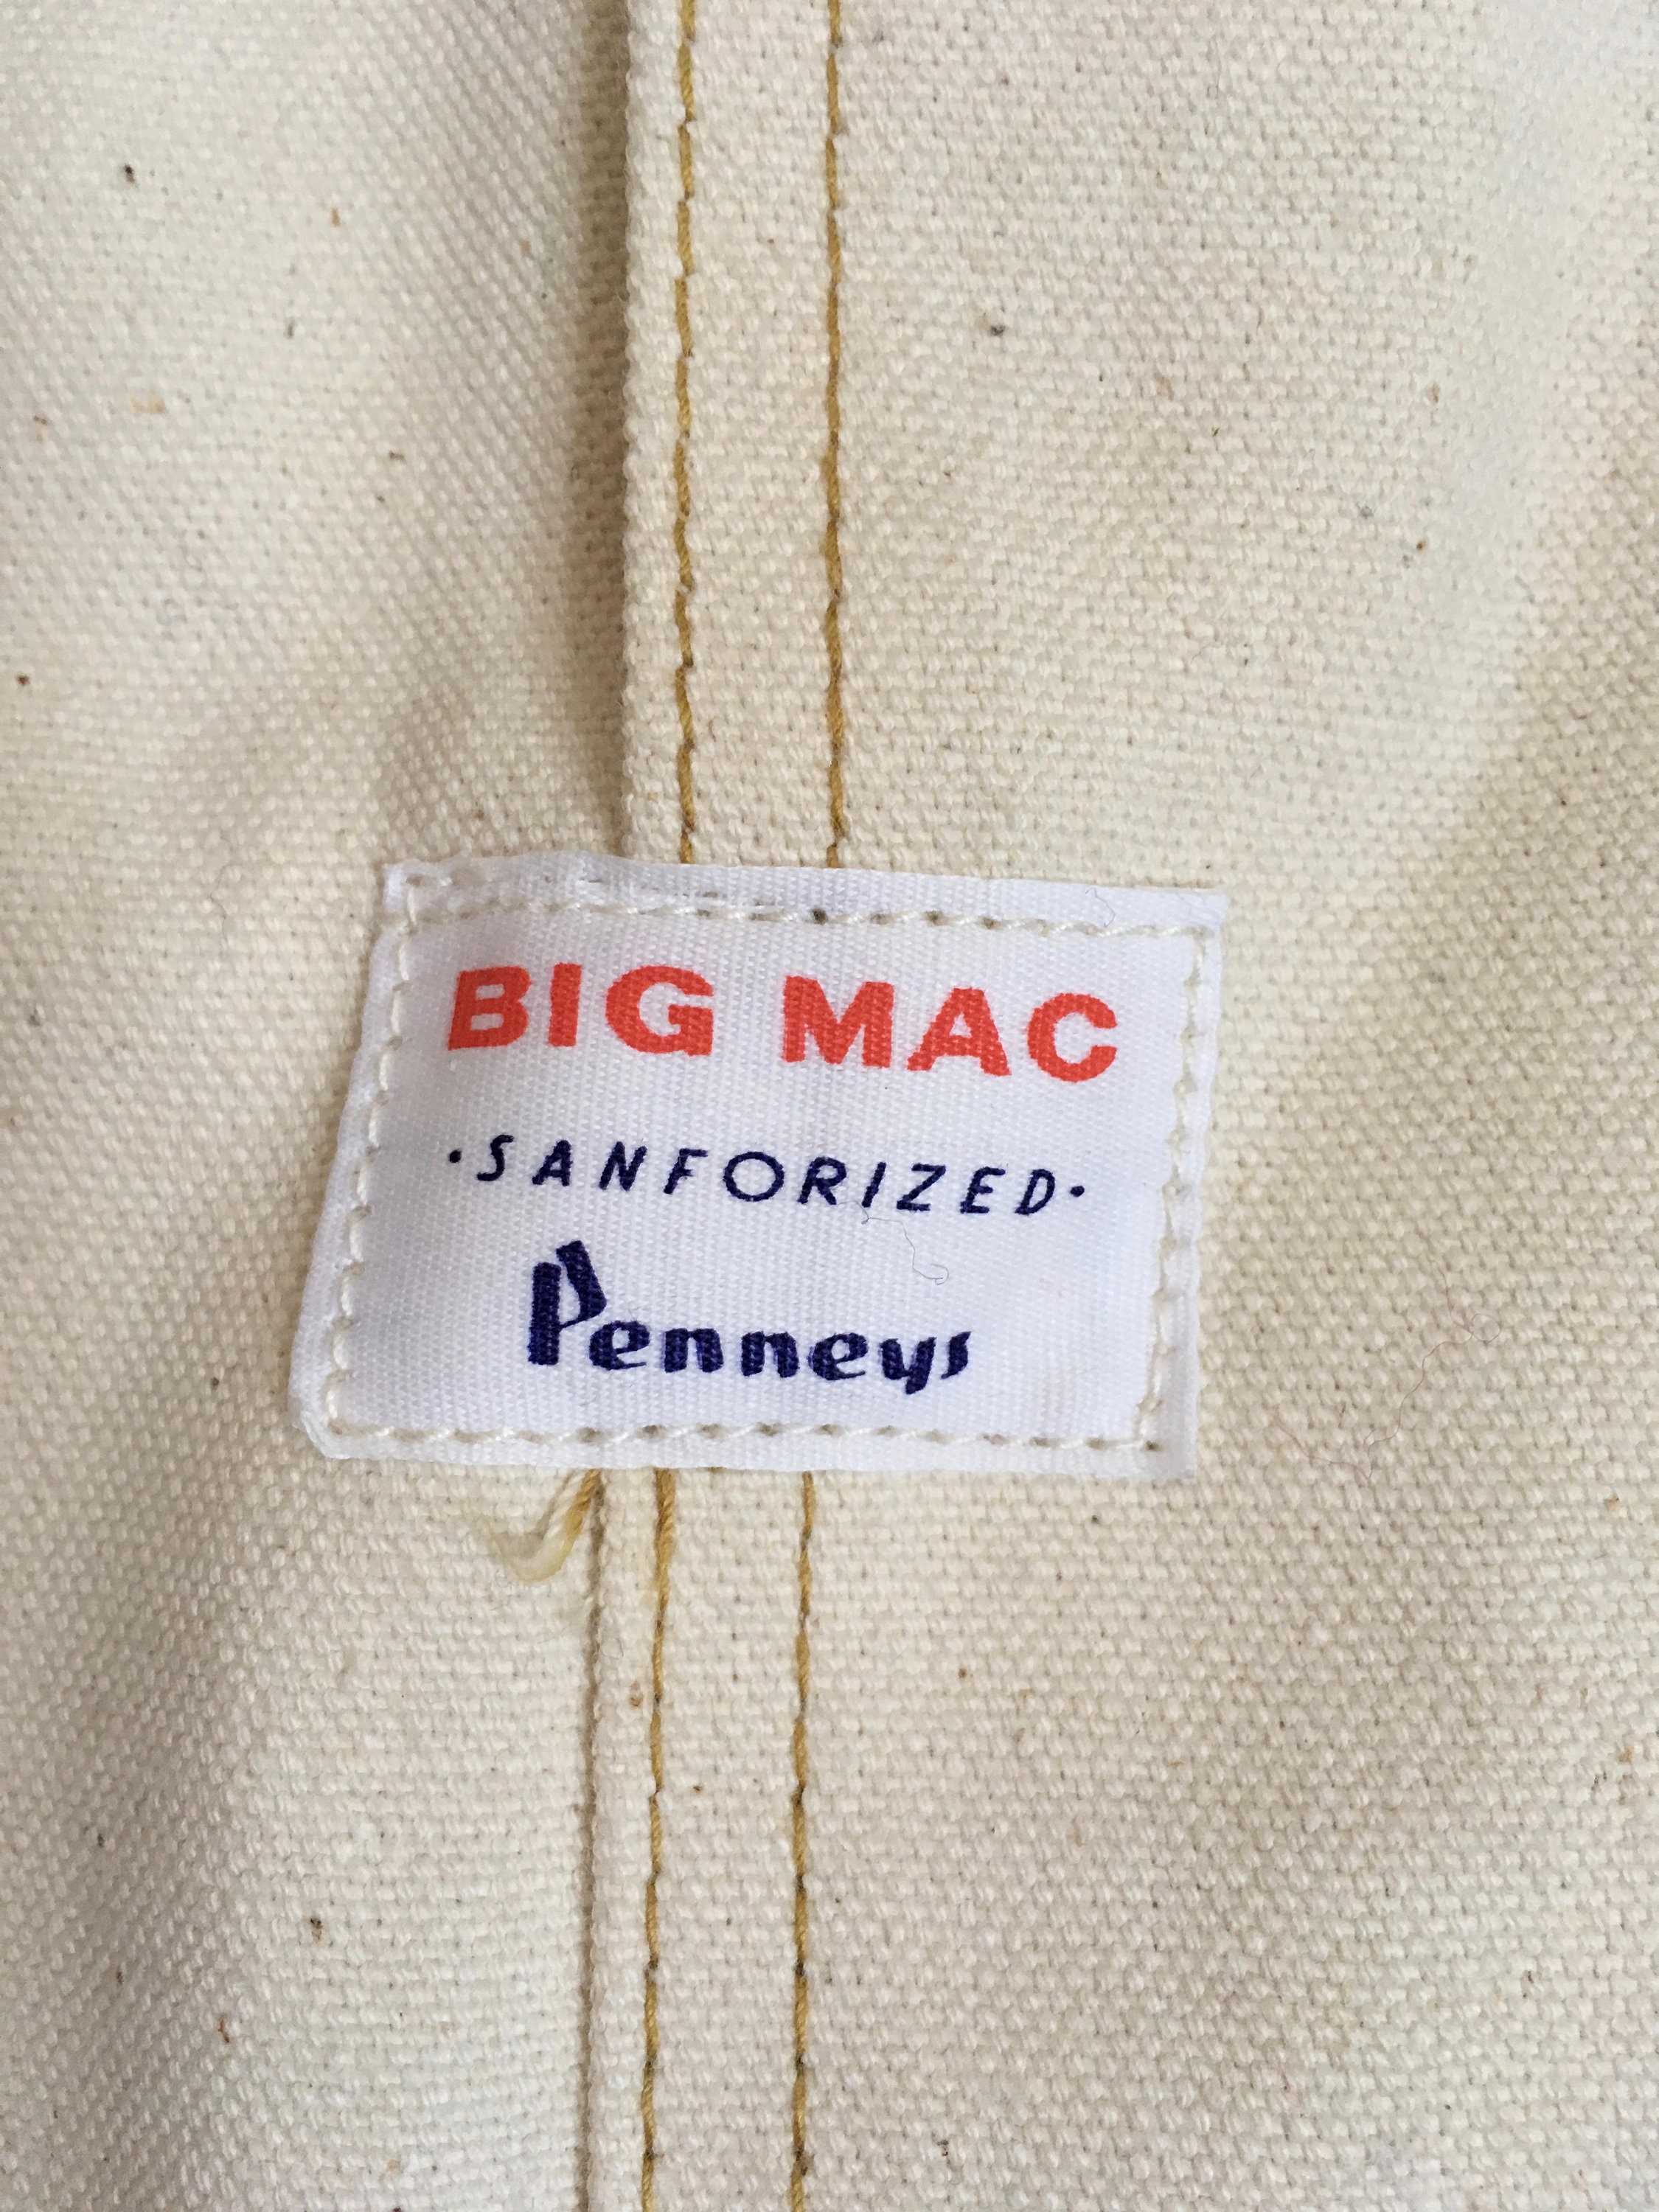 BIG MAC
·SANFORIZED·
Penneys